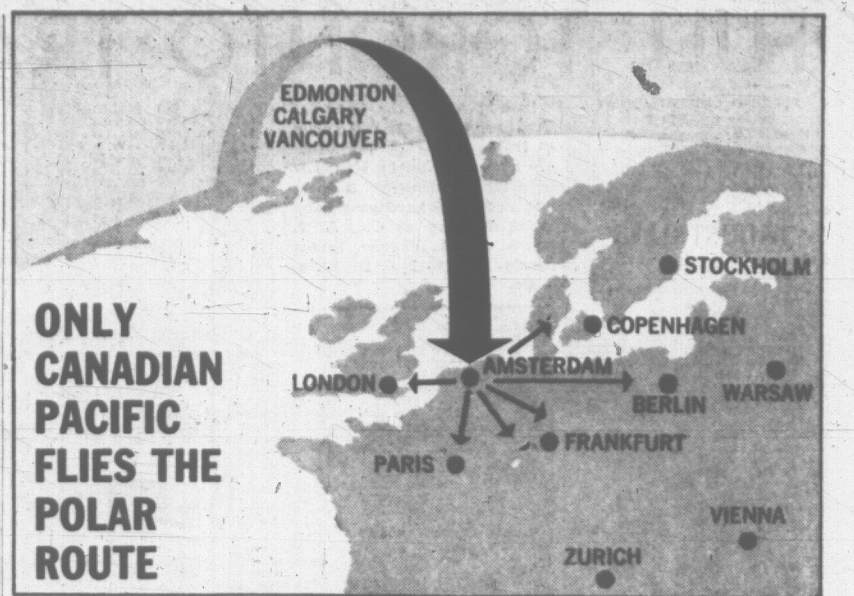 EDMONTON
CALGARY
VANCOUVER
STOCKHOLM
COPENHAGEN
AMSTERDAM
LONDON
BERLIN
WARSAW
FRANKFURT
PARIS
VIENNA
ZURICH
ONLY
CANADIAN
PACIFIC
FLIES THE
POLAR
ROUTE